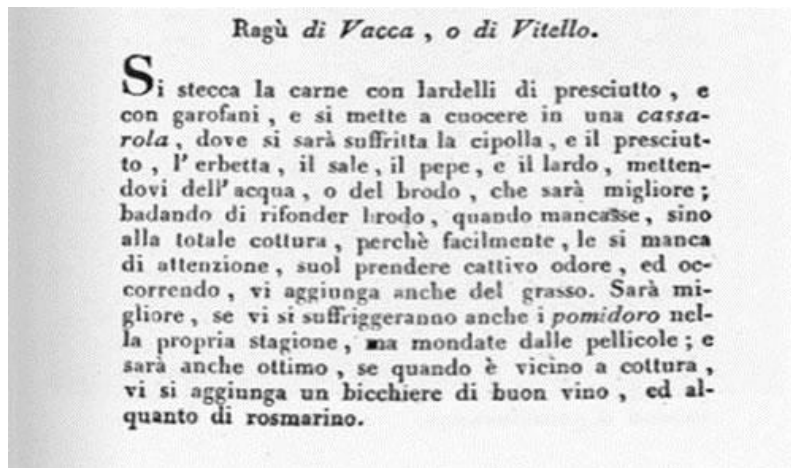 Ragù di Vacca , o di Vitello.
Si stecca la carne con lardelli di presciutto , e
con garofani , e si mette a cuocere in una cassa-
rola , dove si sarà suffritta la cipolla , e il presciut-
to , l' erbetta , il sale , il pepe , e il lardo , metten-
dovi dell' acqua , o del brodo , che sarà migliore ;
badando di rifonder brodo , quando mancasse , sino
alla totale cottura , perchè facilmente , le si manca
di attenzione , suol prendere cattivo odore , ed oc-
correndo , vi aggiunga anche del grasso. Sarà mi-
gliore , se vi si suffriggeranno anche i pomidoro nel-
la propria stagione , ma mondate dalle pellicole ; e
sarà anche ottimo , se quando è vicino a cottura ,
vi si aggiunga un bicchiere di buon vino , ed al-
quanto di rosmarino.